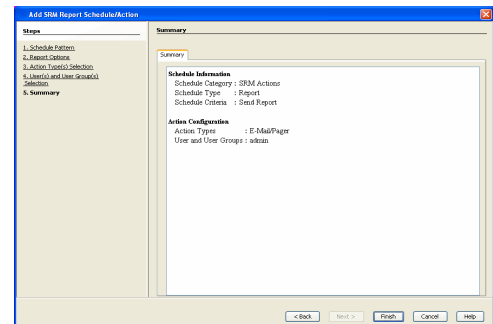 Add SRM Report Schedule/Action
Steps
1. Schedule Pattern
2. Report Options
3. Action Type(s) Selection
4. User(s) and User Group(s)
Selection
5. Summary
Summary
Summary
Schedule Information
Schedule Category : SRM Actions
Schedule Type : Report
Schedule Criteria : Send Report
Action Configuration
Action Types : E-Mail/Pager
User and User Groups : admin
< Back
Next >
Finish
Cancel
Help